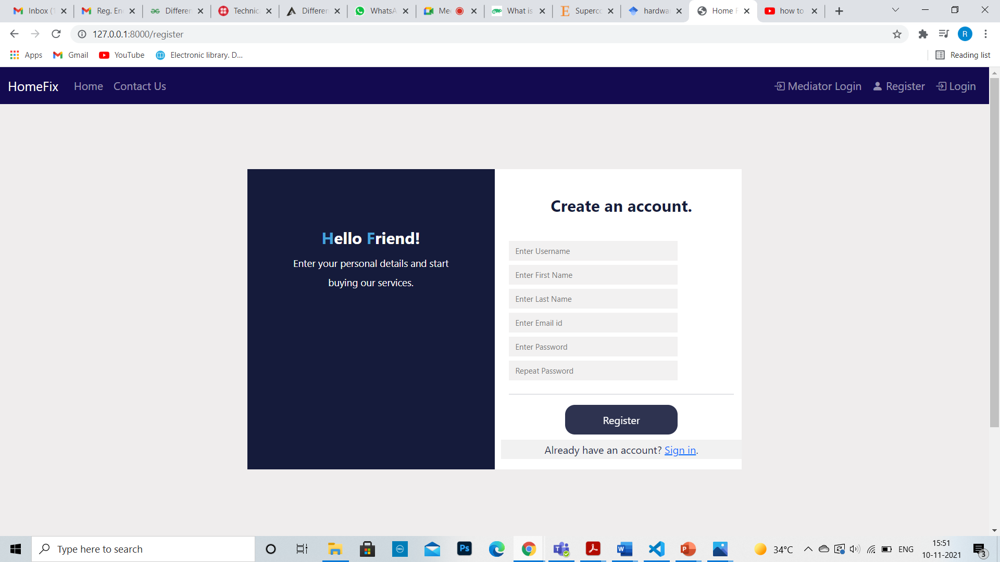 Inbox (1
Reg. En
Differen
Technic
Differen
WhatsA
Mee
What is
Superco
hardwa
Home F
how to
127.0.0.1:8000/register
R
Apps
Gmail
YouTube
Electronic library. D...
Reading list
HomeFix
Home
Contact Us
Mediator Login
Register
Login
Hello Friend!
Enter your personal details and start
buying our services.
Create an account.
Enter Username
Enter First Name
Enter Last Name
Enter Email id
Enter Password
Repeat Password
Register
Already have an account? Sign in.
Type here to search
DELL
Ps
W
P
34°C
ENG
15:51
10-11-2021
3